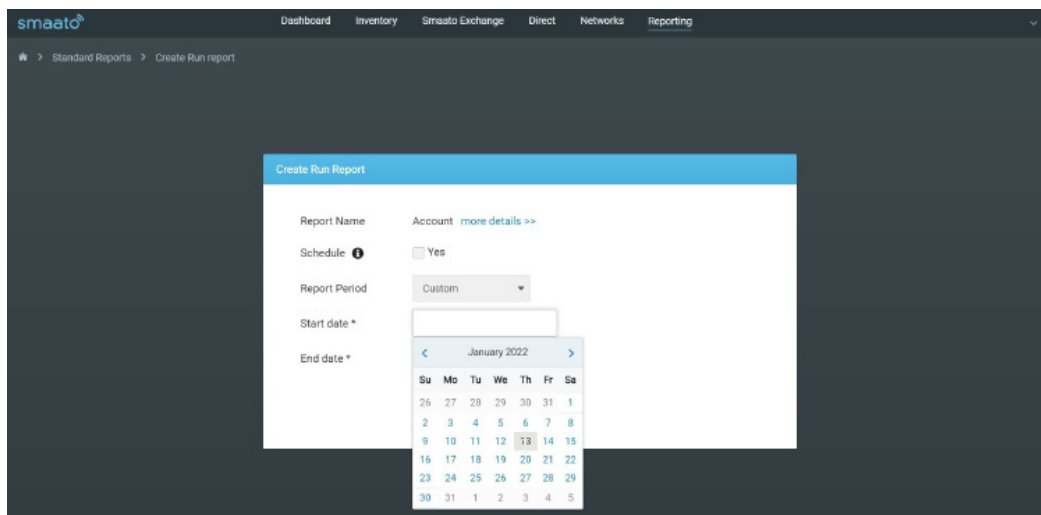 smaato
Dashboard Inventory Smaato Exchange Direct Networks Reporting
> Standard Reports > Create Run report
Create Run Report
Report Name Account more details >>
Schedule Yes
Report Period Custom
Start date *
End date *
< January 2022 >
Su Mo Tu We Th Fr Sa
26 27 28 29 30 31 1
2 3 4 5 6 7 8
9 10 11 12 13 14 15
16 17 18 19 20 21 22
23 24 25 26 27 28 29
30 31 1 2 3 4 5